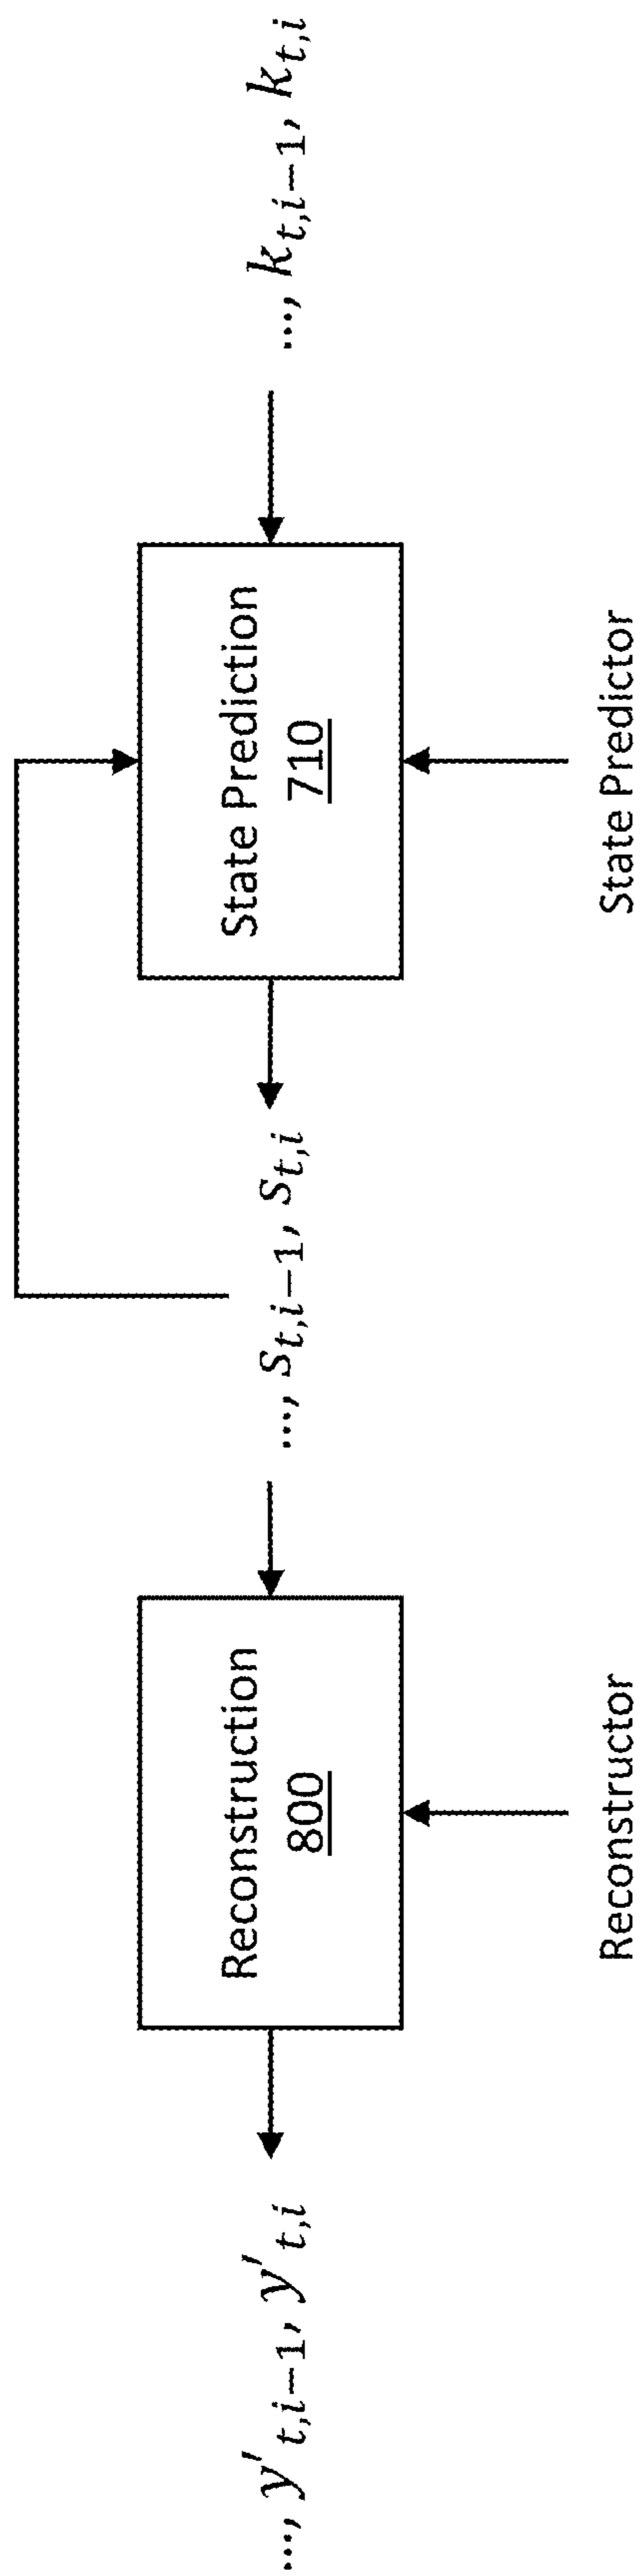 ..., y'_{t,i-1}, y'_{t,i}
Reconstruction
800
Reconstructor
..., s_{t,i-1}, s_{t,i}
State Prediction
710
State Predictor
..., k_{t,i-1}, k_{t,i}